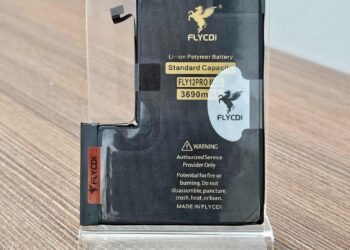 FLYCDI
Li-ion Polymer Battery
Standard Capacity
FLY12PRO
3690m
FLYCDI
WARNING
Authorized Service
Provider Only
Potential for fire or
burning. Do not
disassemble, puncture,
crush, heat, or burn.
MADE IN FLYCDI
FLYCDI